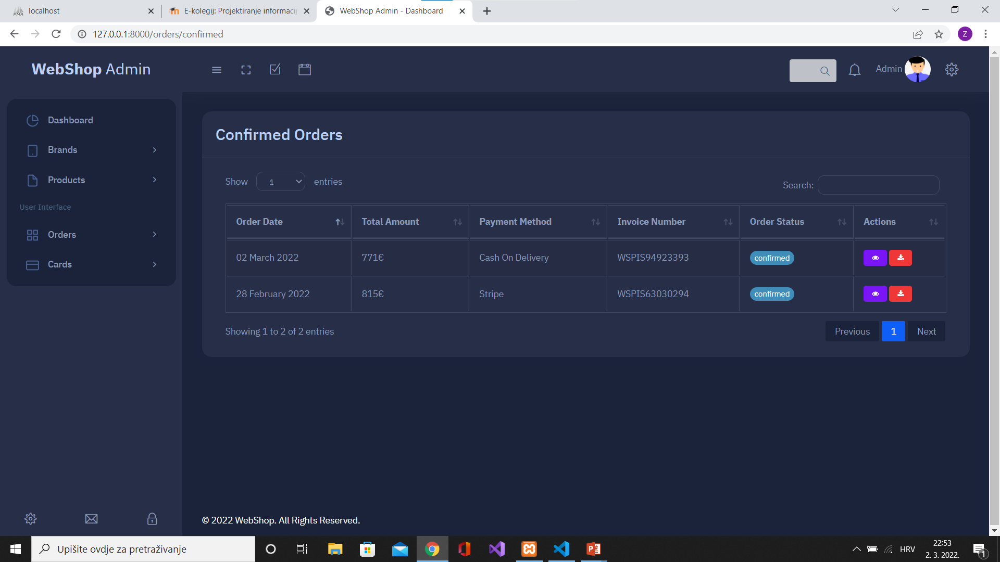 localhost
E-kolegij: Projektiranje informacij
WebShop Admin - Dashboard
127.0.0.1:8000/orders/confirmed
Z
WebShop Admin
Admin
Dashboard
Brands
Products
User Interface
Orders
Cards
Confirmed Orders
Show 1 entries
Search:
Order Date Total Amount Payment Method Invoice Number Order Status Actions
02 March 2022 771€ Cash On Delivery WSPIS94923393 confirmed
28 February 2022 815€ Stripe WSPIS63030294 confirmed
Showing 1 to 2 of 2 entries
Previous 1 Next
© 2022 WebShop. All Rights Reserved.
Upišite ovdje za pretraživanje
HRV
22:53
2. 3. 2022.
1